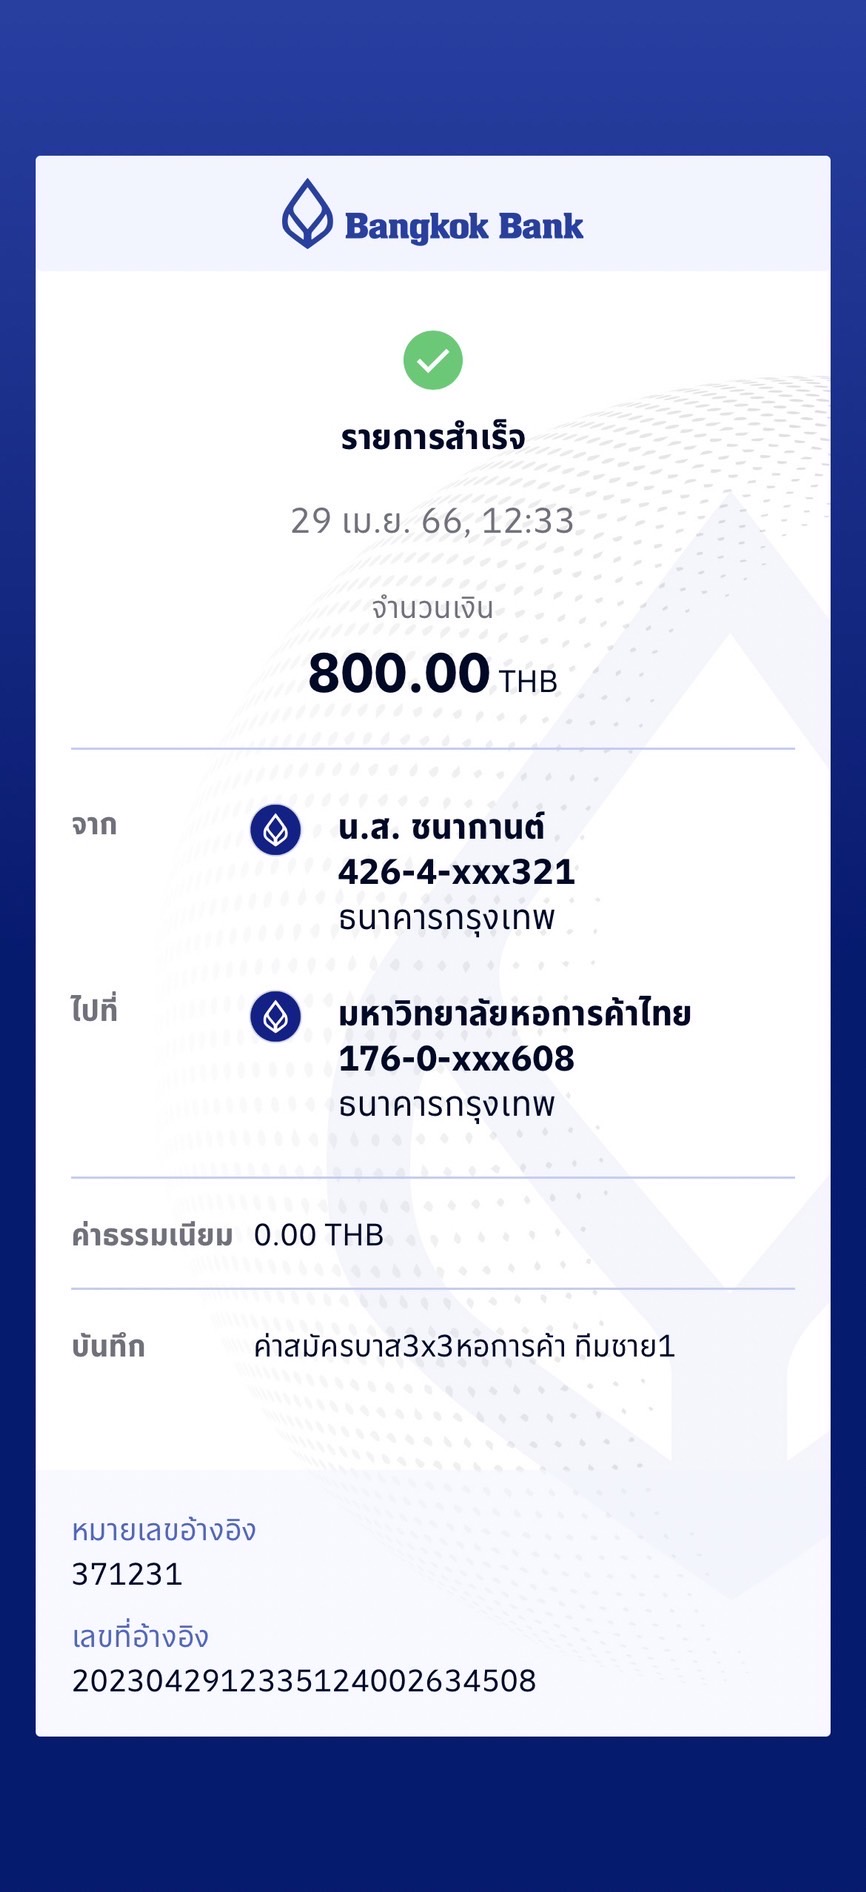 Bangkok Bank
รายการสำเร็จ
29 เม.ย. 66, 12:33
จำนวนเงิน
800.00 THB
จาก
น.ส. ชนากานต์
426-4-xxx321
ธนาคารกรุงเทพ
ไปที่
มหาวิทยาลัยหอการค้าไทย
176-0-xxx608
ธนาคารกรุงเทพ
ค่าธรรมเนียม 0.00 THB
บันทึก ค่าสมัครบาส3x3หอการค้า ทีมชาย1
หมายเลขอ้างอิง
371231
เลขที่อ้างอิง
2023042912335124002634508